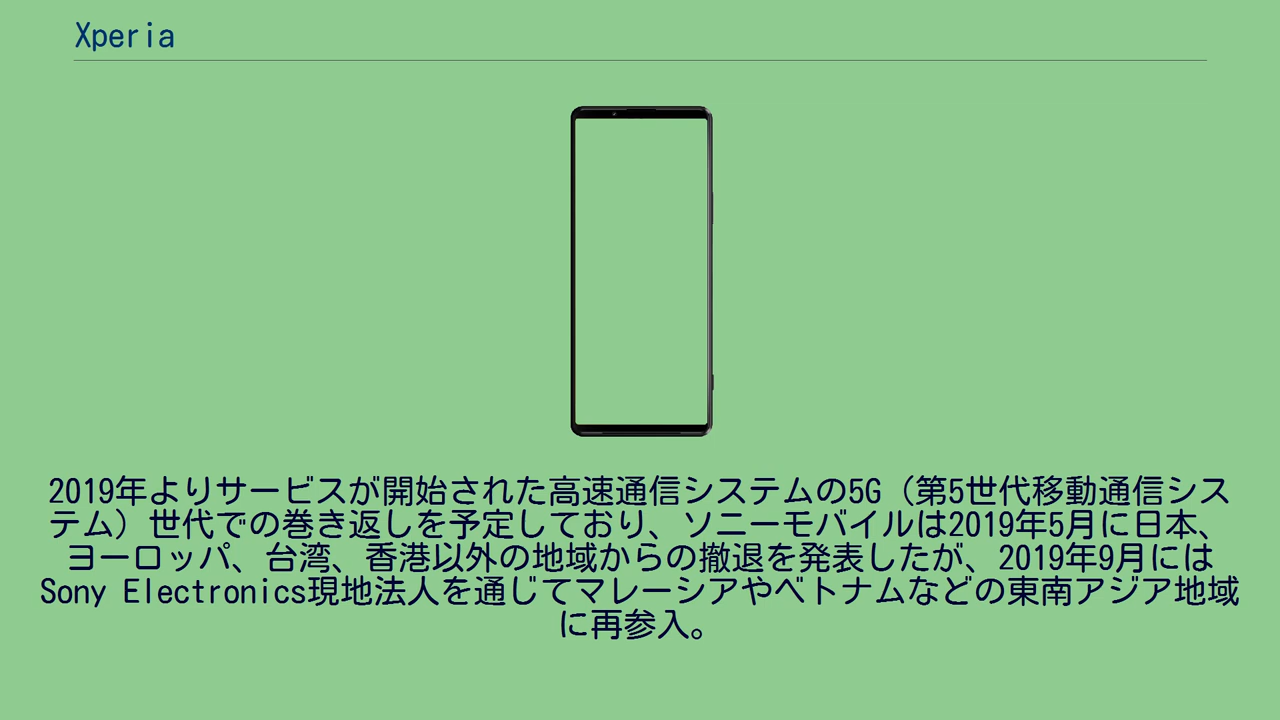 Xperia
2019年よりサービスが開始された高速通信システムの5G（第5世代移動通信シス
テム）世代での巻き返しを予定しており、ソニーモバイルは2019年5月に日本、
ヨーロッパ、台湾、香港以外の地域からの撤退を発表したが、2019年9月には
Sony Electronics現地法人を通じてマレーシアやベトナムなどの東南アジア地域
に再参入。